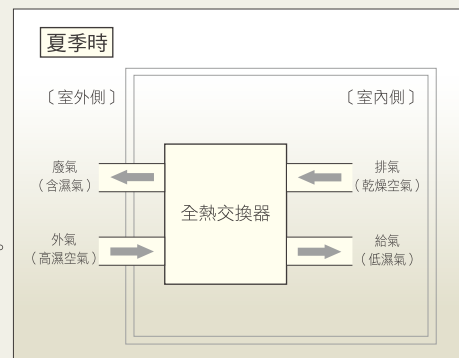 夏季時
〔室外側〕
〔室內側〕
廢氣
（含濕氣）
排氣
（乾燥空氣）
全熱交換器
外氣
（高濕空氣）
給氣
（低濕氣）
。